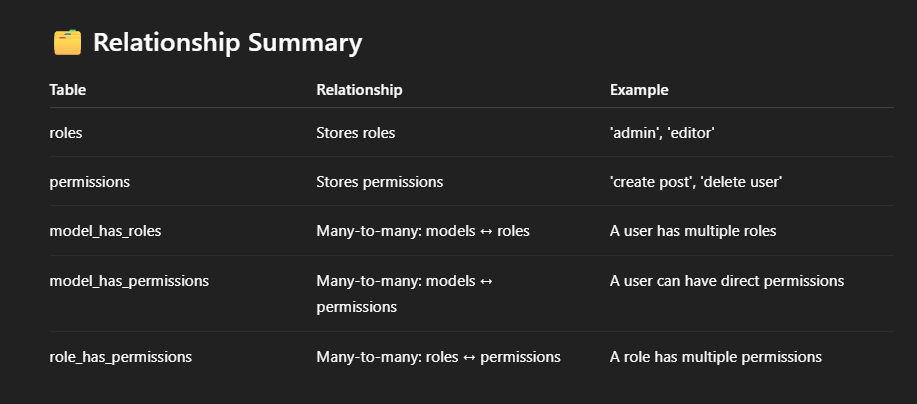 Relationship Summary
Table Relationship Example
roles Stores roles 'admin', 'editor'
permissions Stores permissions 'create post', 'delete user'
model_has_roles Many-to-many: models ↔ roles A user has multiple roles
model_has_permissions Many-to-many: models ↔ A user can have direct permissions
permissions
role_has_permissions Many-to-many: roles ↔ permissions A role has multiple permissions